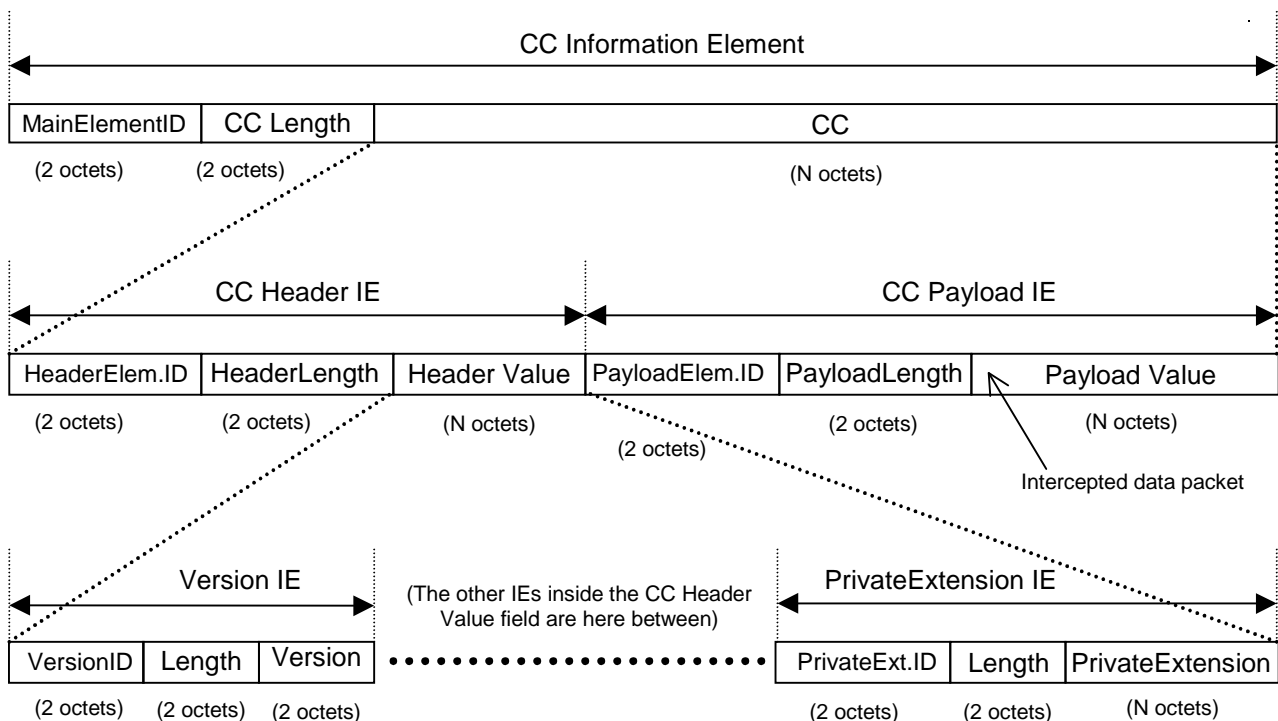 CC Information Element
MainElementID CC Length CC
(2 octets) (2 octets) (N octets)
CC Header IE CC Payload IE
HeaderElem.ID HeaderLength Header Value PayloadElem.ID PayloadLength Payload Value
(2 octets) (2 octets) (N octets) (2 octets) (2 octets) (N octets)
Intercepted data packet
Version IE (The other IEs inside the CC Header PrivateExtension IE
Value field are here between)
VersionID Length Version PrivateExt.ID Length PrivateExtension
(2 octets) (2 octets) (2 octets) (2 octets) (2 octets) (N octets)